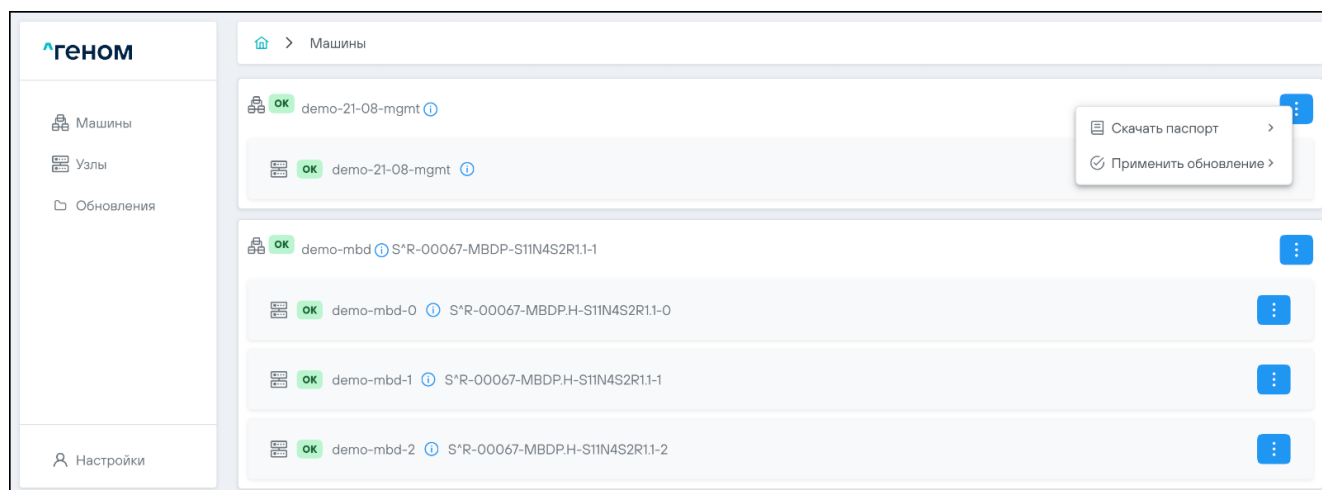 ^геном
Машины
Узлы
Обновления
Настройки
Машины
OK demo-21-08-mgmt
OK demo-21-08-mgmt
Скачать паспорт
Применить обновление
OK demo-mbd S^R-00067-MBDP-S11N4S2R1.1-1
OK demo-mbd-0 S^R-00067-MBDP.H-S11N4S2R1.1-0
OK demo-mbd-1 S^R-00067-MBDP.H-S11N4S2R1.1-1
OK demo-mbd-2 S^R-00067-MBDP.H-S11N4S2R1.1-2